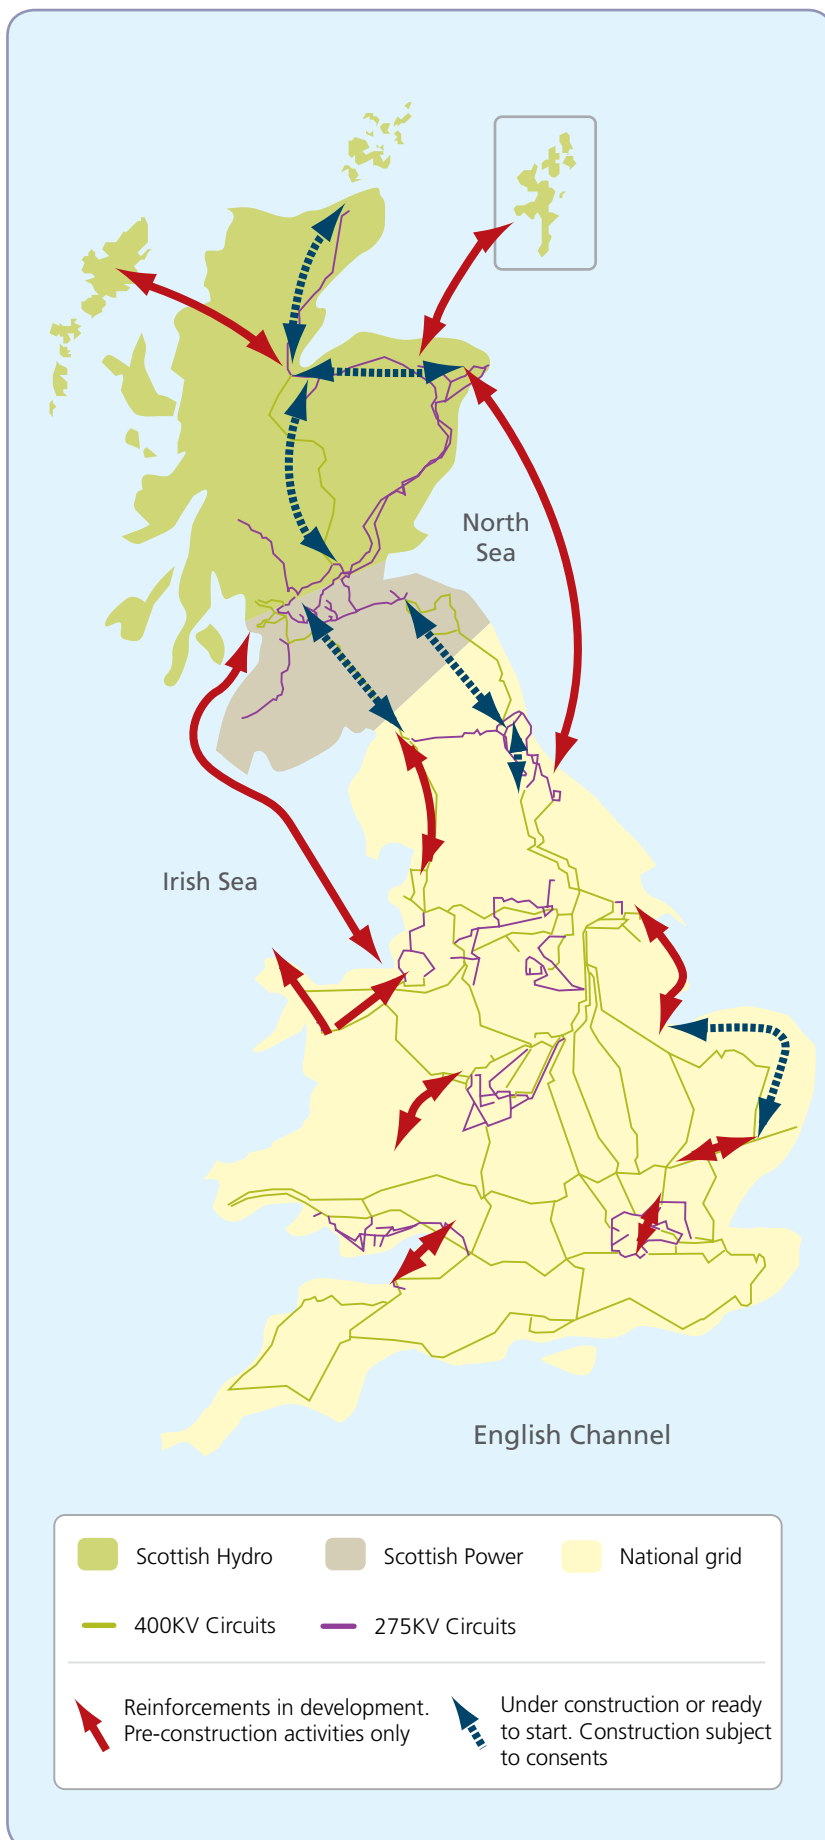 North
Sea
Irish Sea
English Channel
Scottish Hydro
Scottish Power
National grid
400KV Circuits
275KV Circuits
Reinforcements in development.
Pre-construction activities only
Under construction or ready
to start. Construction subject
to consents